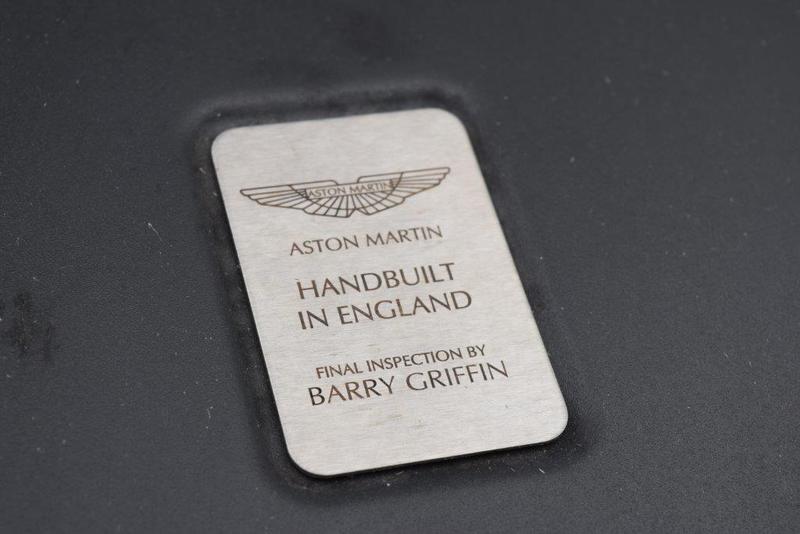 ASTON MARTIN
ASTON MARTIN
HANDBUILT
IN ENGLAND
FINAL INSPECTION BY
BARRY GRIFFIN